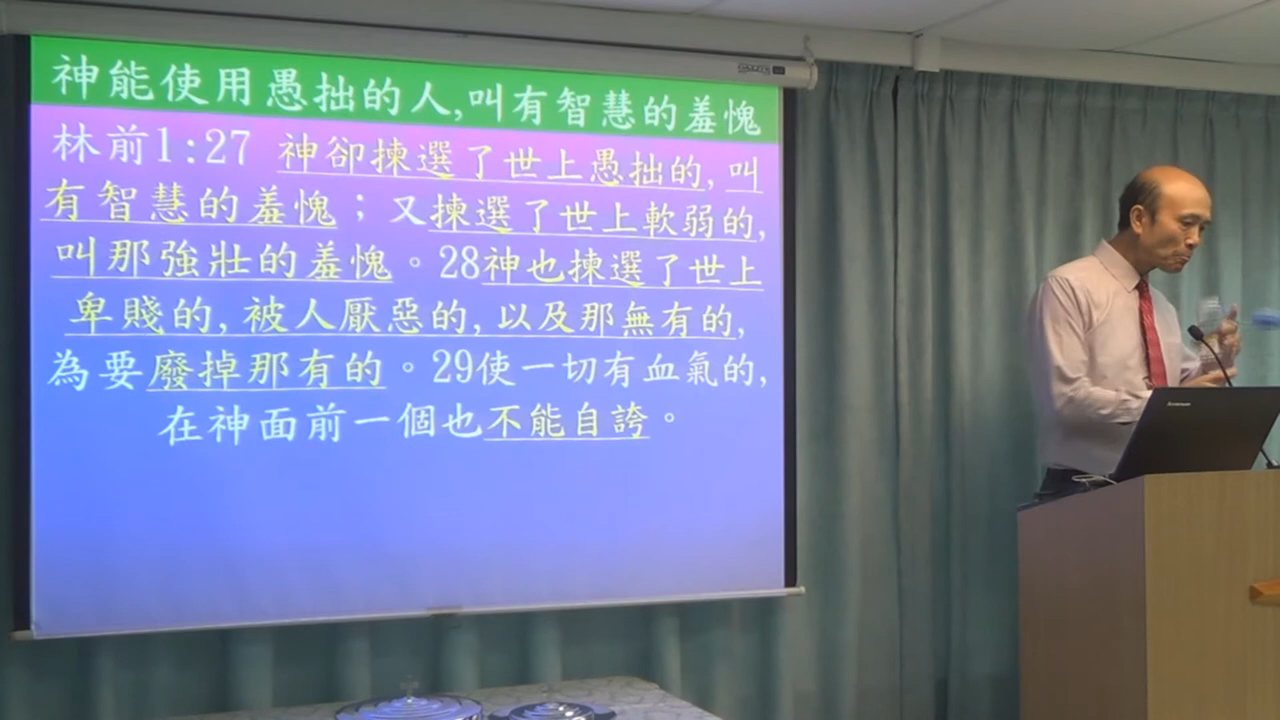 神能使用愚拙的人,叫有智慧的羞愧
林前1:27 神卻揀選了世上愚拙的,叫
有智慧的羞愧；又揀選了世上軟弱的,
叫那強壯的羞愧。28神也揀選了世上
卑賤的,被人厭惡的,以及那無有的,
為要廢掉那有的。29使一切有血氣的,
在神面前一個也不能自誇。
lenovo